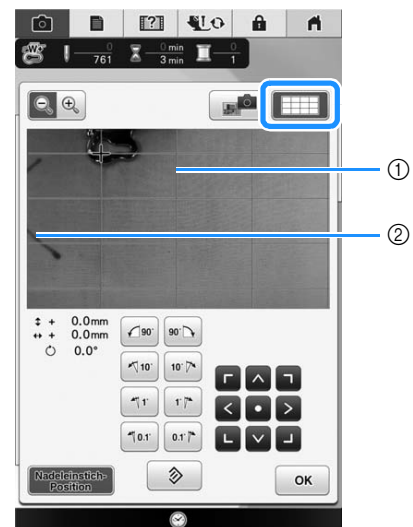 0 0 min 0
761 3 min 1
①
②
+ 0.0mm 90° 90°
+ 0.0mm
0.0° 10° 10°
1° 1°
0.1° 0.1°
Nadeleinstich-
Position
OK